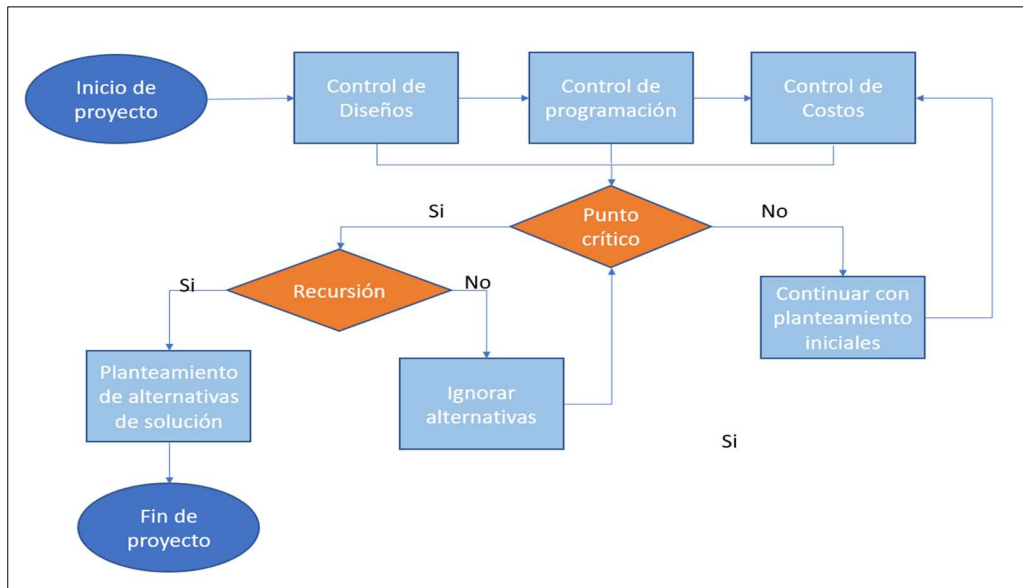 Inicio de
proyecto
Control de
Diseños
Control de
programación
Control de
Costos
Si
Punto
crítico
No
Si
Recursión
No
Continuar con
planteamiento
iniciales
Planteamiento
de alternativas
de solución
Ignorar
alternativas
Si
Fin de
proyecto